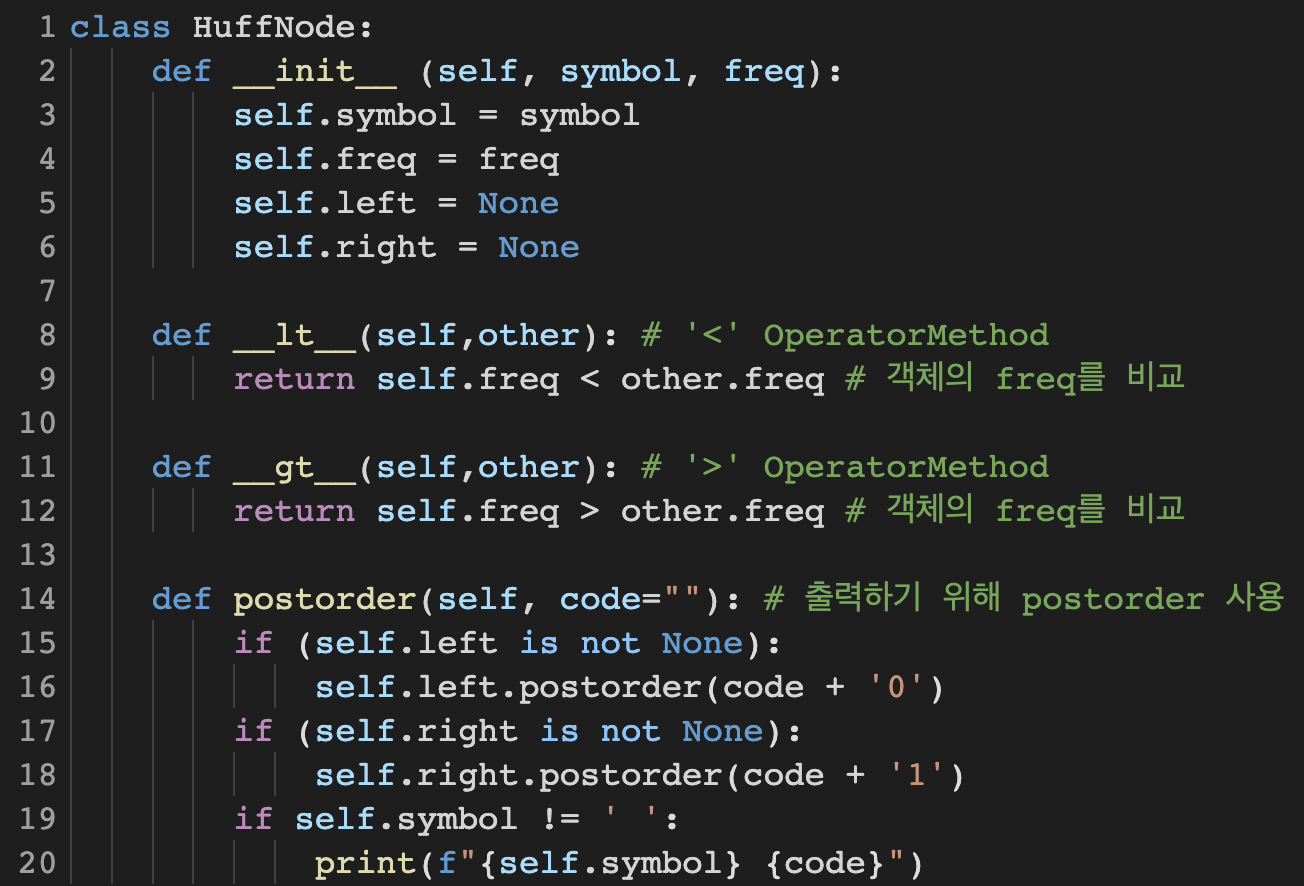 1 class HuffNode:
2     def __init__ (self, symbol, freq):
3         self.symbol = symbol
4         self.freq = freq
5         self.left = None
6         self.right = None
7
8     def __lt__(self,other): # '<' OperatorMethod
9         return self.freq < other.freq # 객체의 freq를 비교
10
11     def __gt__(self,other): # '>' OperatorMethod
12         return self.freq > other.freq # 객체의 freq를 비교
13
14     def postorder(self, code=""): # 출력하기 위해 postorder 사용
15         if (self.left is not None):
16             self.left.postorder(code + '0')
17         if (self.right is not None):
18             self.right.postorder(code + '1')
19         if self.symbol != ' ':
20             print(f"{self.symbol} {code}")